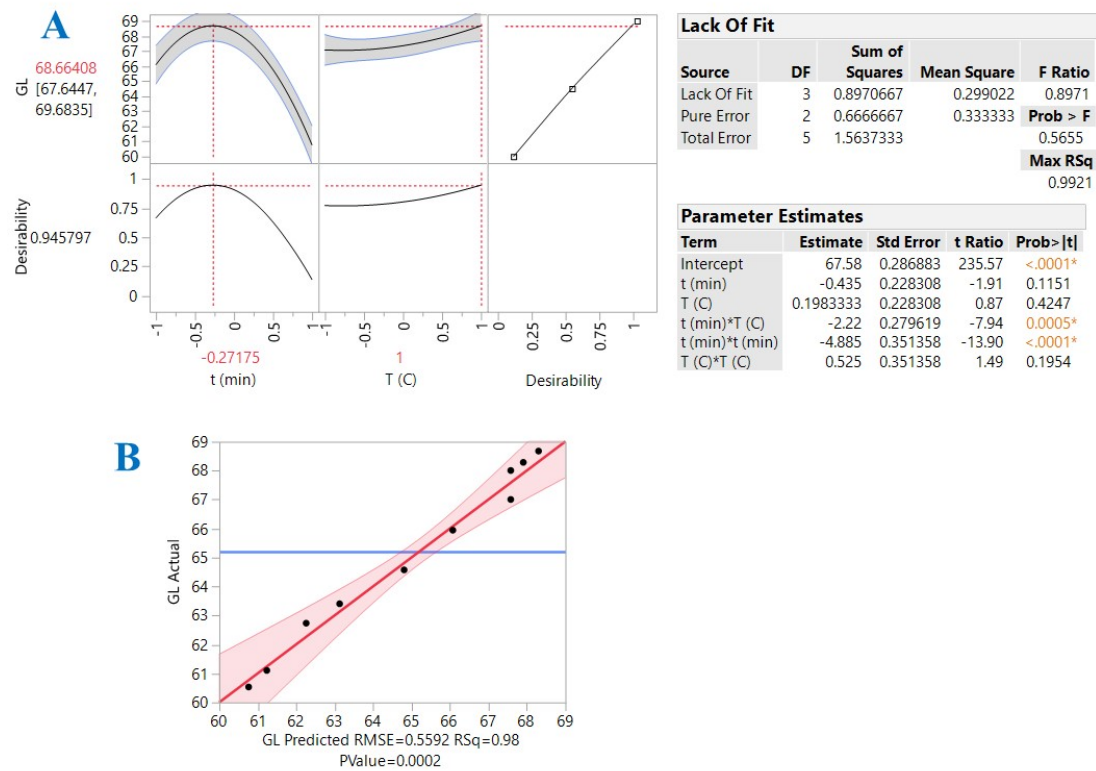 A
GL
68.66408
[67.6447,
69.6835]
69
68
67
66
65
64
63
62
61
60
Desirability
0.945797
1
0.75
0.5
0.25
0
-1 -0.5 0 0.5 1
-1 -0.5 0 0.5 1
0 0.25 0.5 0.75 1
-0.27175 1
t (min) T (C) Desirability
Lack Of Fit
Sum of
Source DF Squares Mean Square F Ratio
Lack Of Fit 3 0.8970667 0.299022 0.8971
Pure Error 2 0.6666667 0.333333 Prob > F
Total Error 5 1.5637333 0.5655
Max RSq
0.9921
Parameter Estimates
Term Estimate Std Error t Ratio Prob>|t|
Intercept 67.58 0.286883 235.57 <.0001*
t (min) -0.435 0.228308 -1.91 0.1151
T (C) 0.1983333 0.228308 0.87 0.4247
t (min)*T (C) -2.22 0.279619 -7.94 0.0005*
t (min)*t (min) -4.885 0.351358 -13.90 <.0001*
T (C)*T (C) 0.525 0.351358 1.49 0.1954
B
GL Actual
69
68
67
66
65
64
63
62
61
60
60 61 62 63 64 65 66 67 68 69
GL Predicted RMSE=0.5592 RSq=0.98
PValue=0.0002